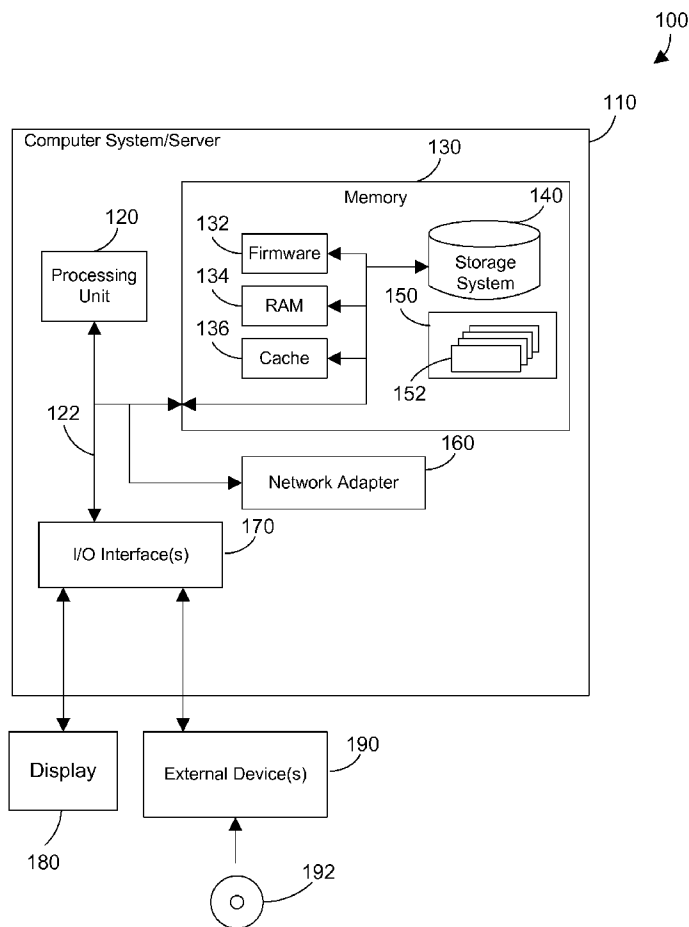 100
110
Computer System/Server
130
Memory
120
Processing
Unit
132
Firmware
134
RAM
136
Cache
140
Storage
System
150
152
122
160
Network Adapter
170
I/O Interface(s)
Display
180
External Device(s)
190
192